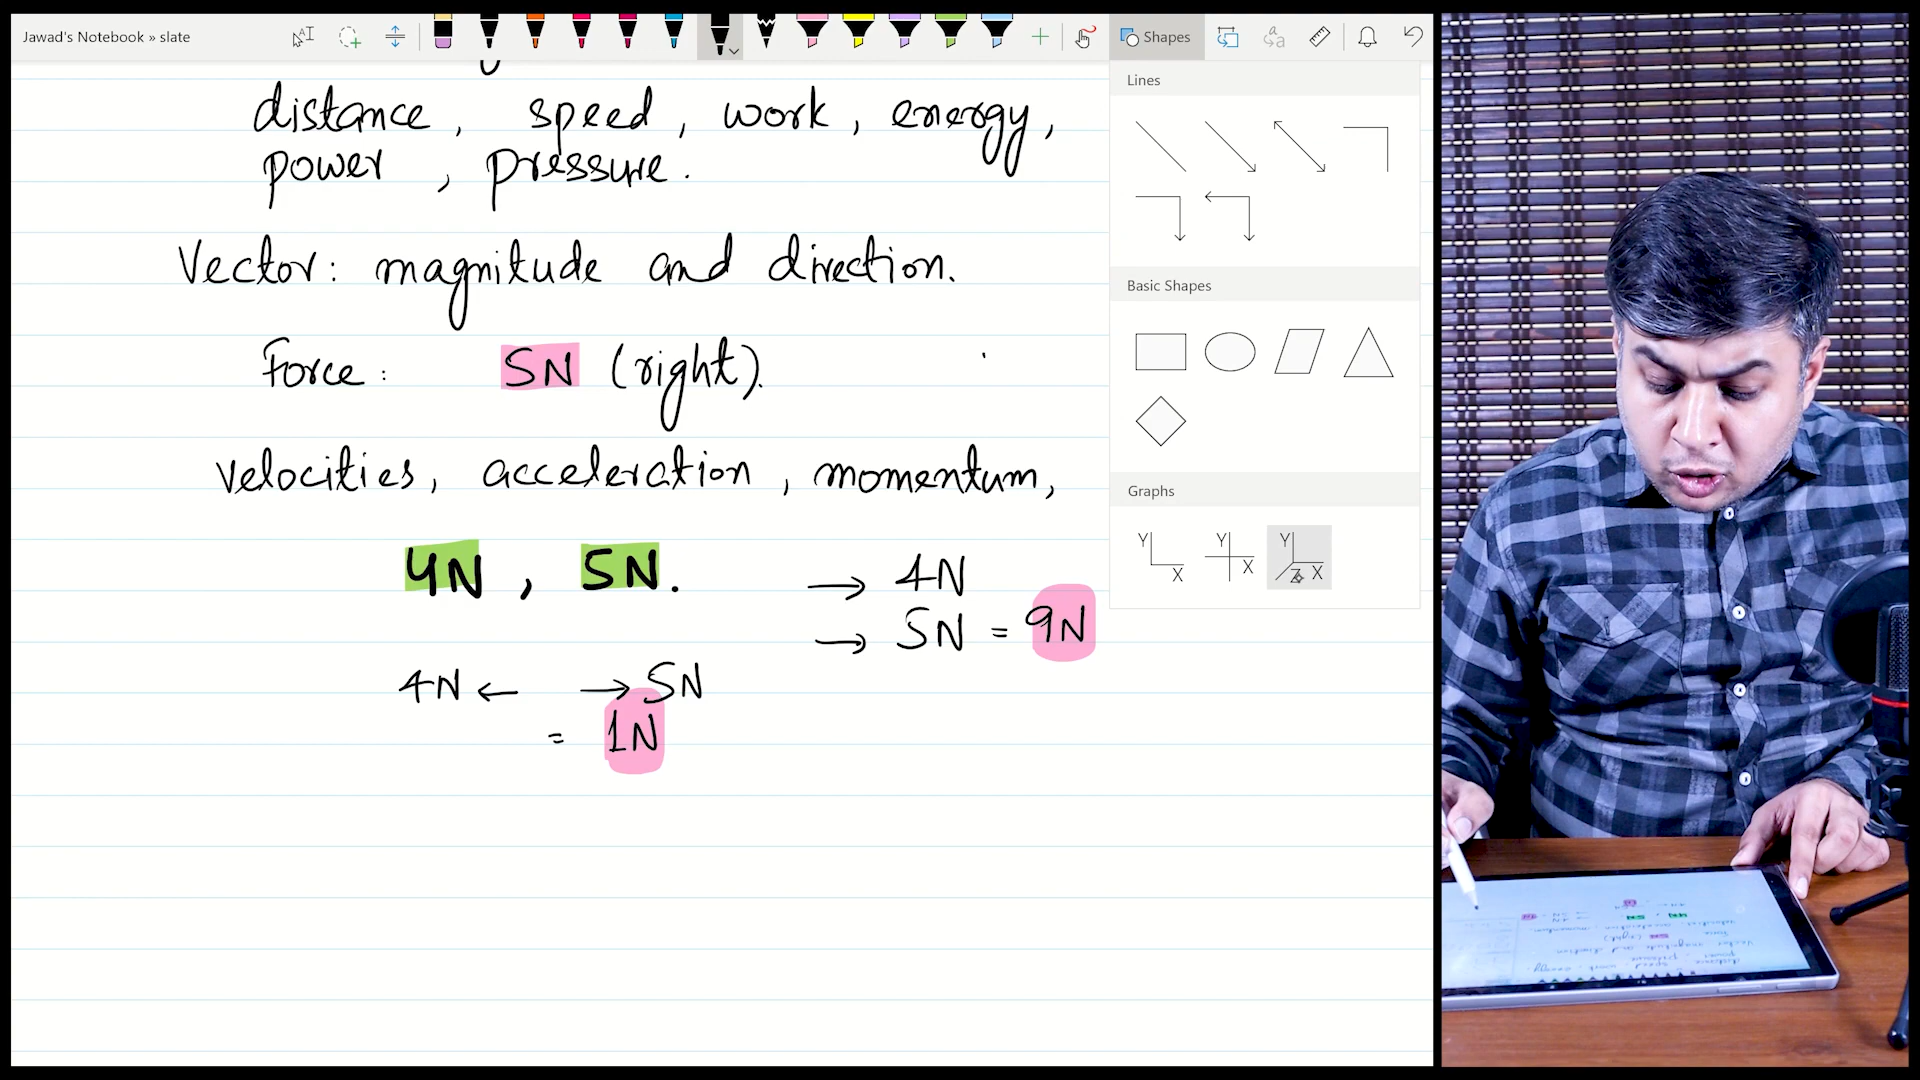 Jawad's Notebook » slate
Shapes
Lines
distance, speed, work, energy,
power, pressure.
Vector: magnitude and direction.
Basic Shapes
Force: 5N (right).
velocities, acceleration, momentum,
Graphs
Y X Y X Y Z X
4N, 5N. → 4N
→ 5N = 9N
4N ← → 5N
= 1N